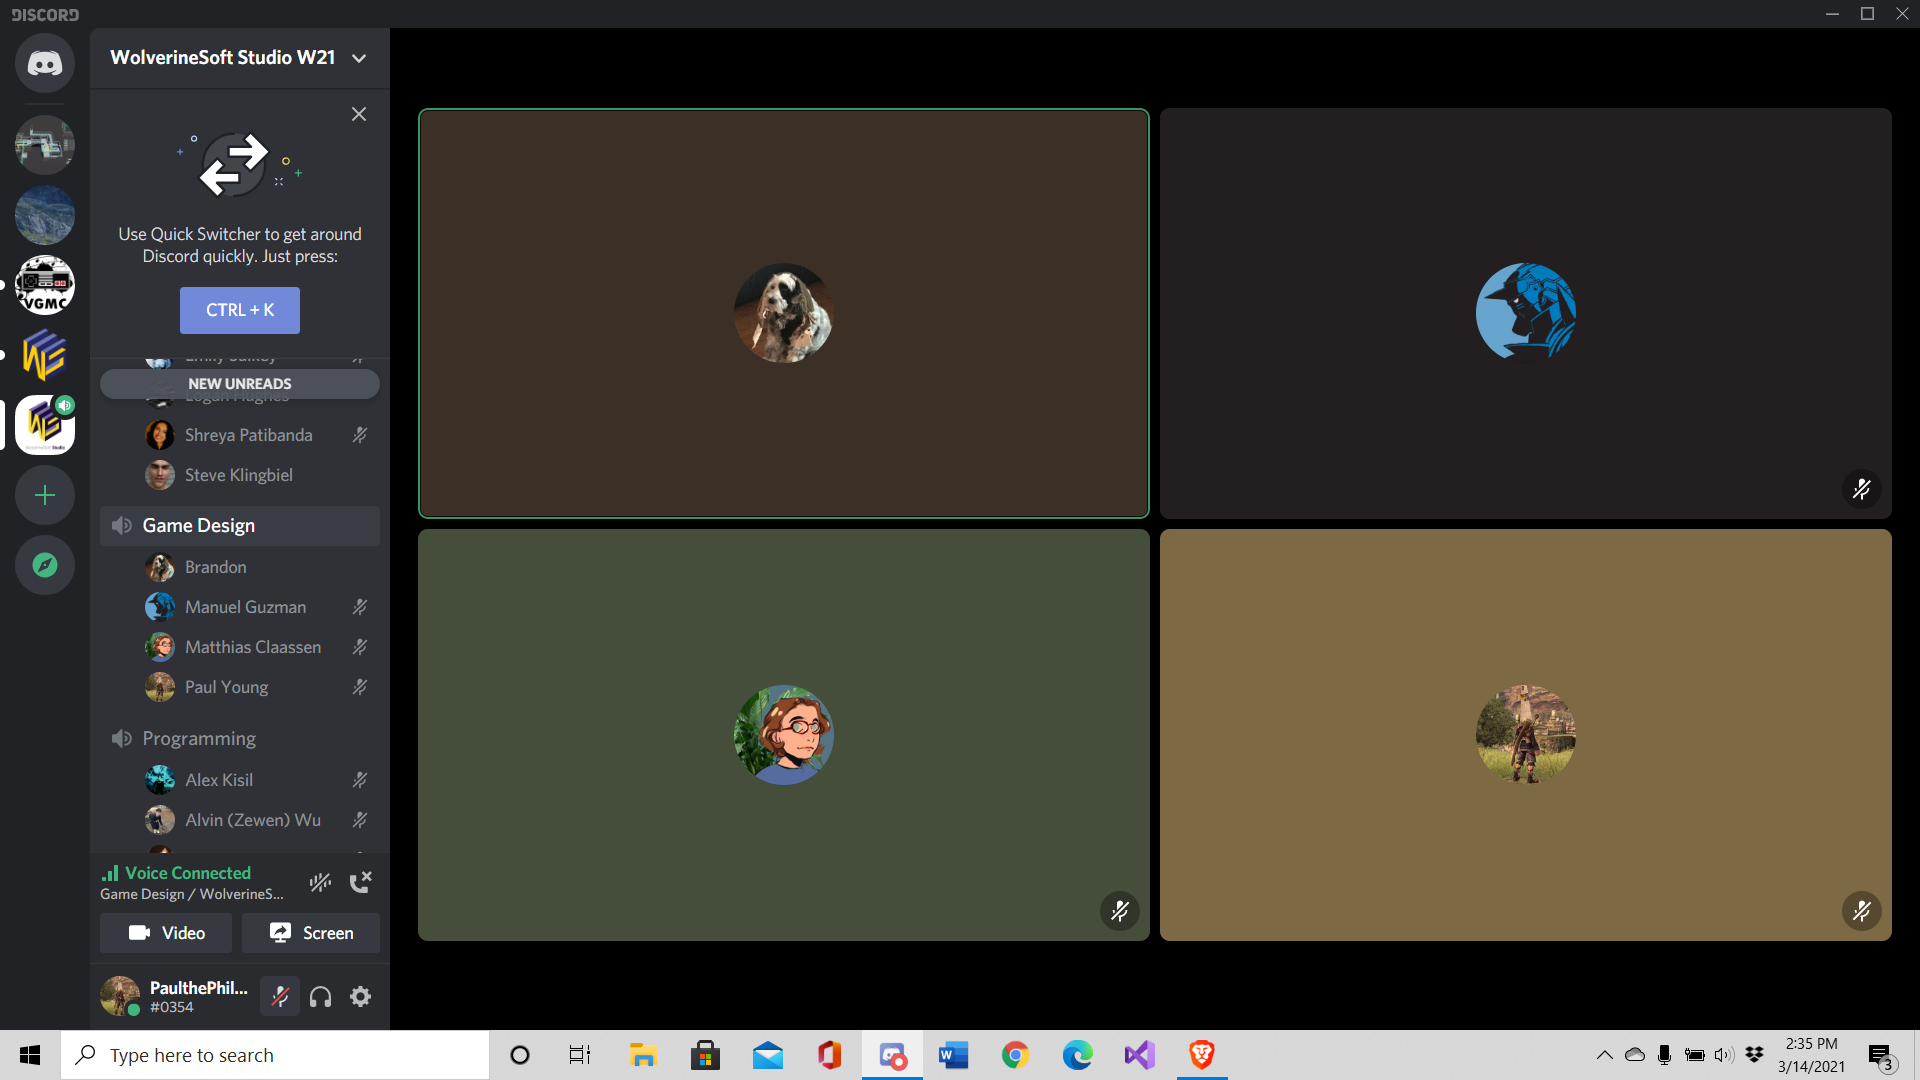 DISCORD
WolverineSoft Studio W21
Use Quick Switcher to get around
Discord quickly. Just press:
CTRL + K
VGMC
NEW UNREADS
Logan Hughes
Shreya Patibanda
Steve Klingbiel
Game Design
Brandon
Manuel Guzman
Matthias Claassen
Paul Young
Programming
Alex Kisil
Alvin (Zewen) Wu
Voice Connected
Game Design / WolverineS...
Video
Screen
PaulthePhil...
#0354
Type here to search
2:35 PM
3/14/2021
3